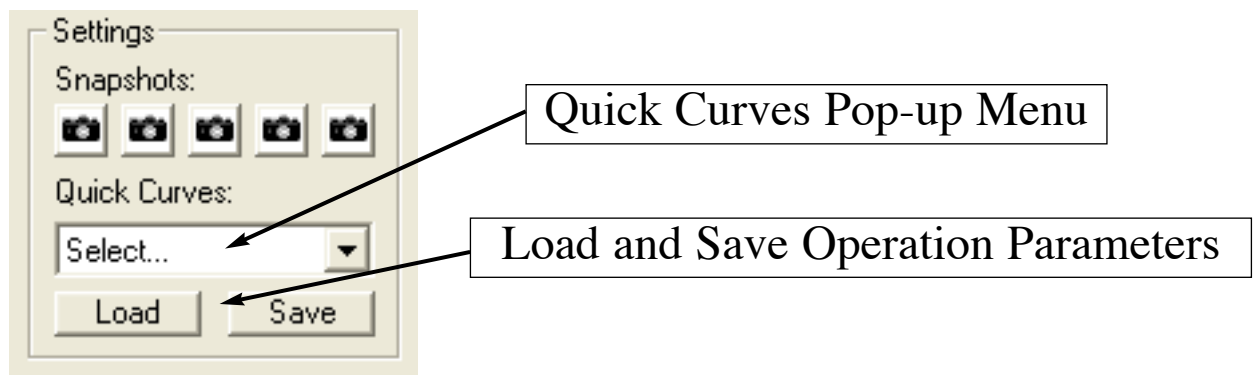 Settings
Snapshots:
Quick Curves:
Select...
Load Save
Quick Curves Pop-up Menu
Load and Save Operation Parameters